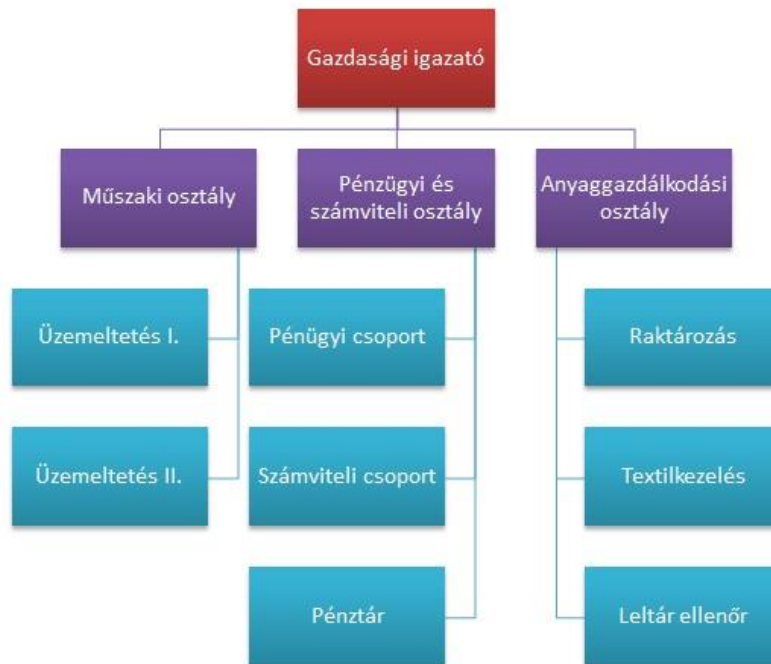 Gazdasági igazató
Műszaki osztály
Pénzügyi és
számviteli osztály
Anyaggazdálkodási
osztály
Üzemeltetés I.
Pénügyi csoport
Raktározás
Üzemeltetés II.
Számviteli csoport
Textilkezelés
Pénztár
Leltár ellenőr